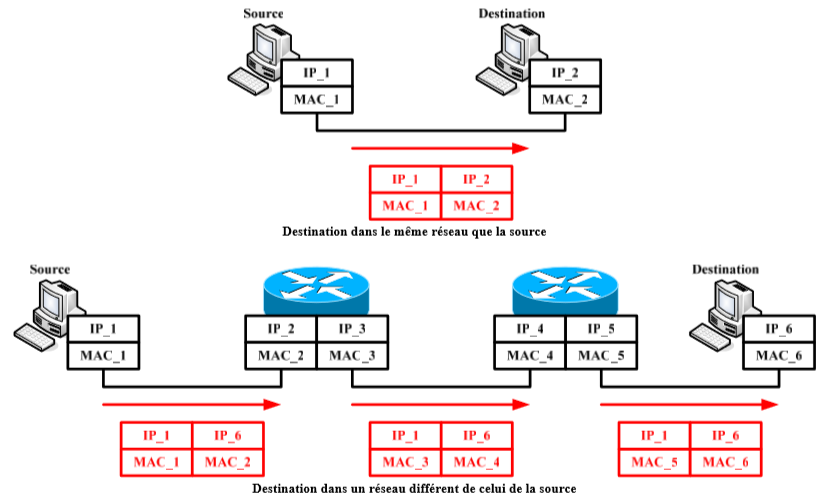 Source Destination
IP_1 IP_2
MAC_1 MAC_2
IP_1 IP_2
MAC_1 MAC_2
Destination dans le même réseau que la source
Source Destination
IP_1 IP_2 IP_3 IP_4 IP_5 IP_6
MAC_1 MAC_2 MAC_3 MAC_4 MAC_5 MAC_6
IP_1 IP_6 IP_1 IP_6 IP_1 IP_6
MAC_1 MAC_2 MAC_3 MAC_4 MAC_5 MAC_6
Destination dans un réseau différent de celui de la source